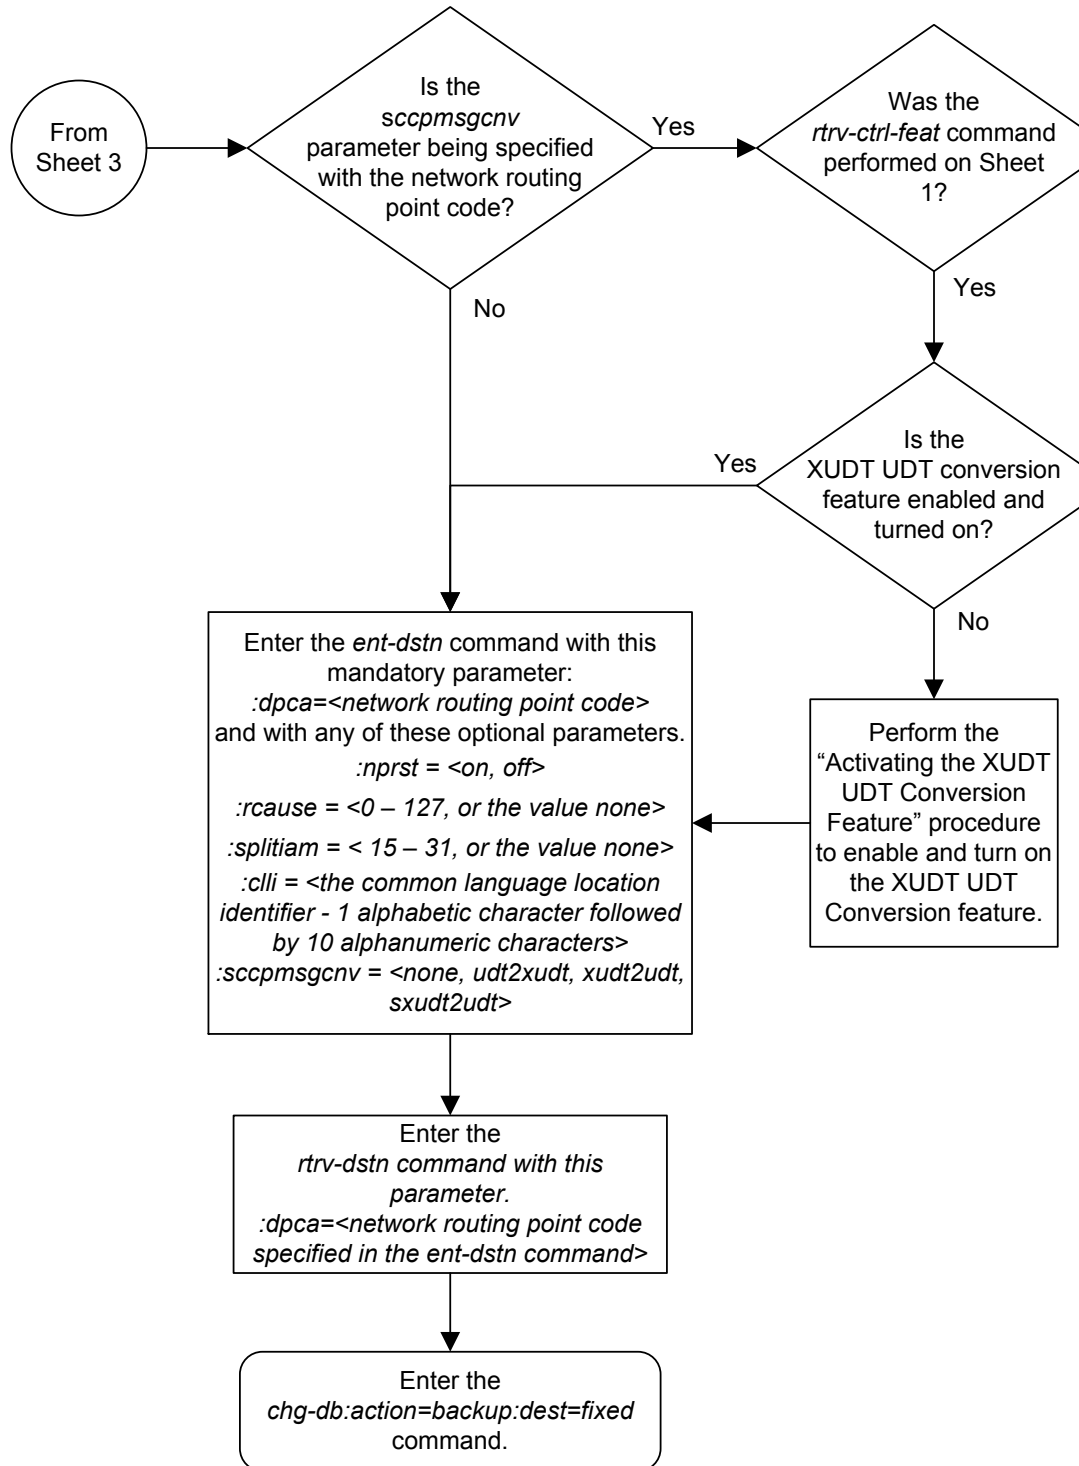 From
Sheet 3
Is the
sccpmsgcnv
parameter being specified
with the network routing
point code?
Yes
Was the
rtrv-ctrl-feat command
performed on Sheet
1?
No
Yes
Is the
XUDT UDT conversion
feature enabled and
turned on?
Yes
No
Enter the ent-dstn command with this
mandatory parameter:
:dpca=<network routing point code>
and with any of these optional parameters.
:nprst = <on, off>
:rcause = <0 – 127, or the value none>
:splitiam = < 15 – 31, or the value none>
:clli = <the common language location
identifier - 1 alphabetic character followed
by 10 alphanumeric characters>
:sccpmsgcnv = <none, udt2xudt, xudt2udt,
sxudt2udt>
Perform the
“Activating the XUDT
UDT Conversion
Feature” procedure
to enable and turn on
the XUDT UDT
Conversion feature.
Enter the
rtrv-dstn command with this
parameter.
:dpca=<network routing point code
specified in the ent-dstn command>
Enter the
chg-db:action=backup:dest=fixed
command.